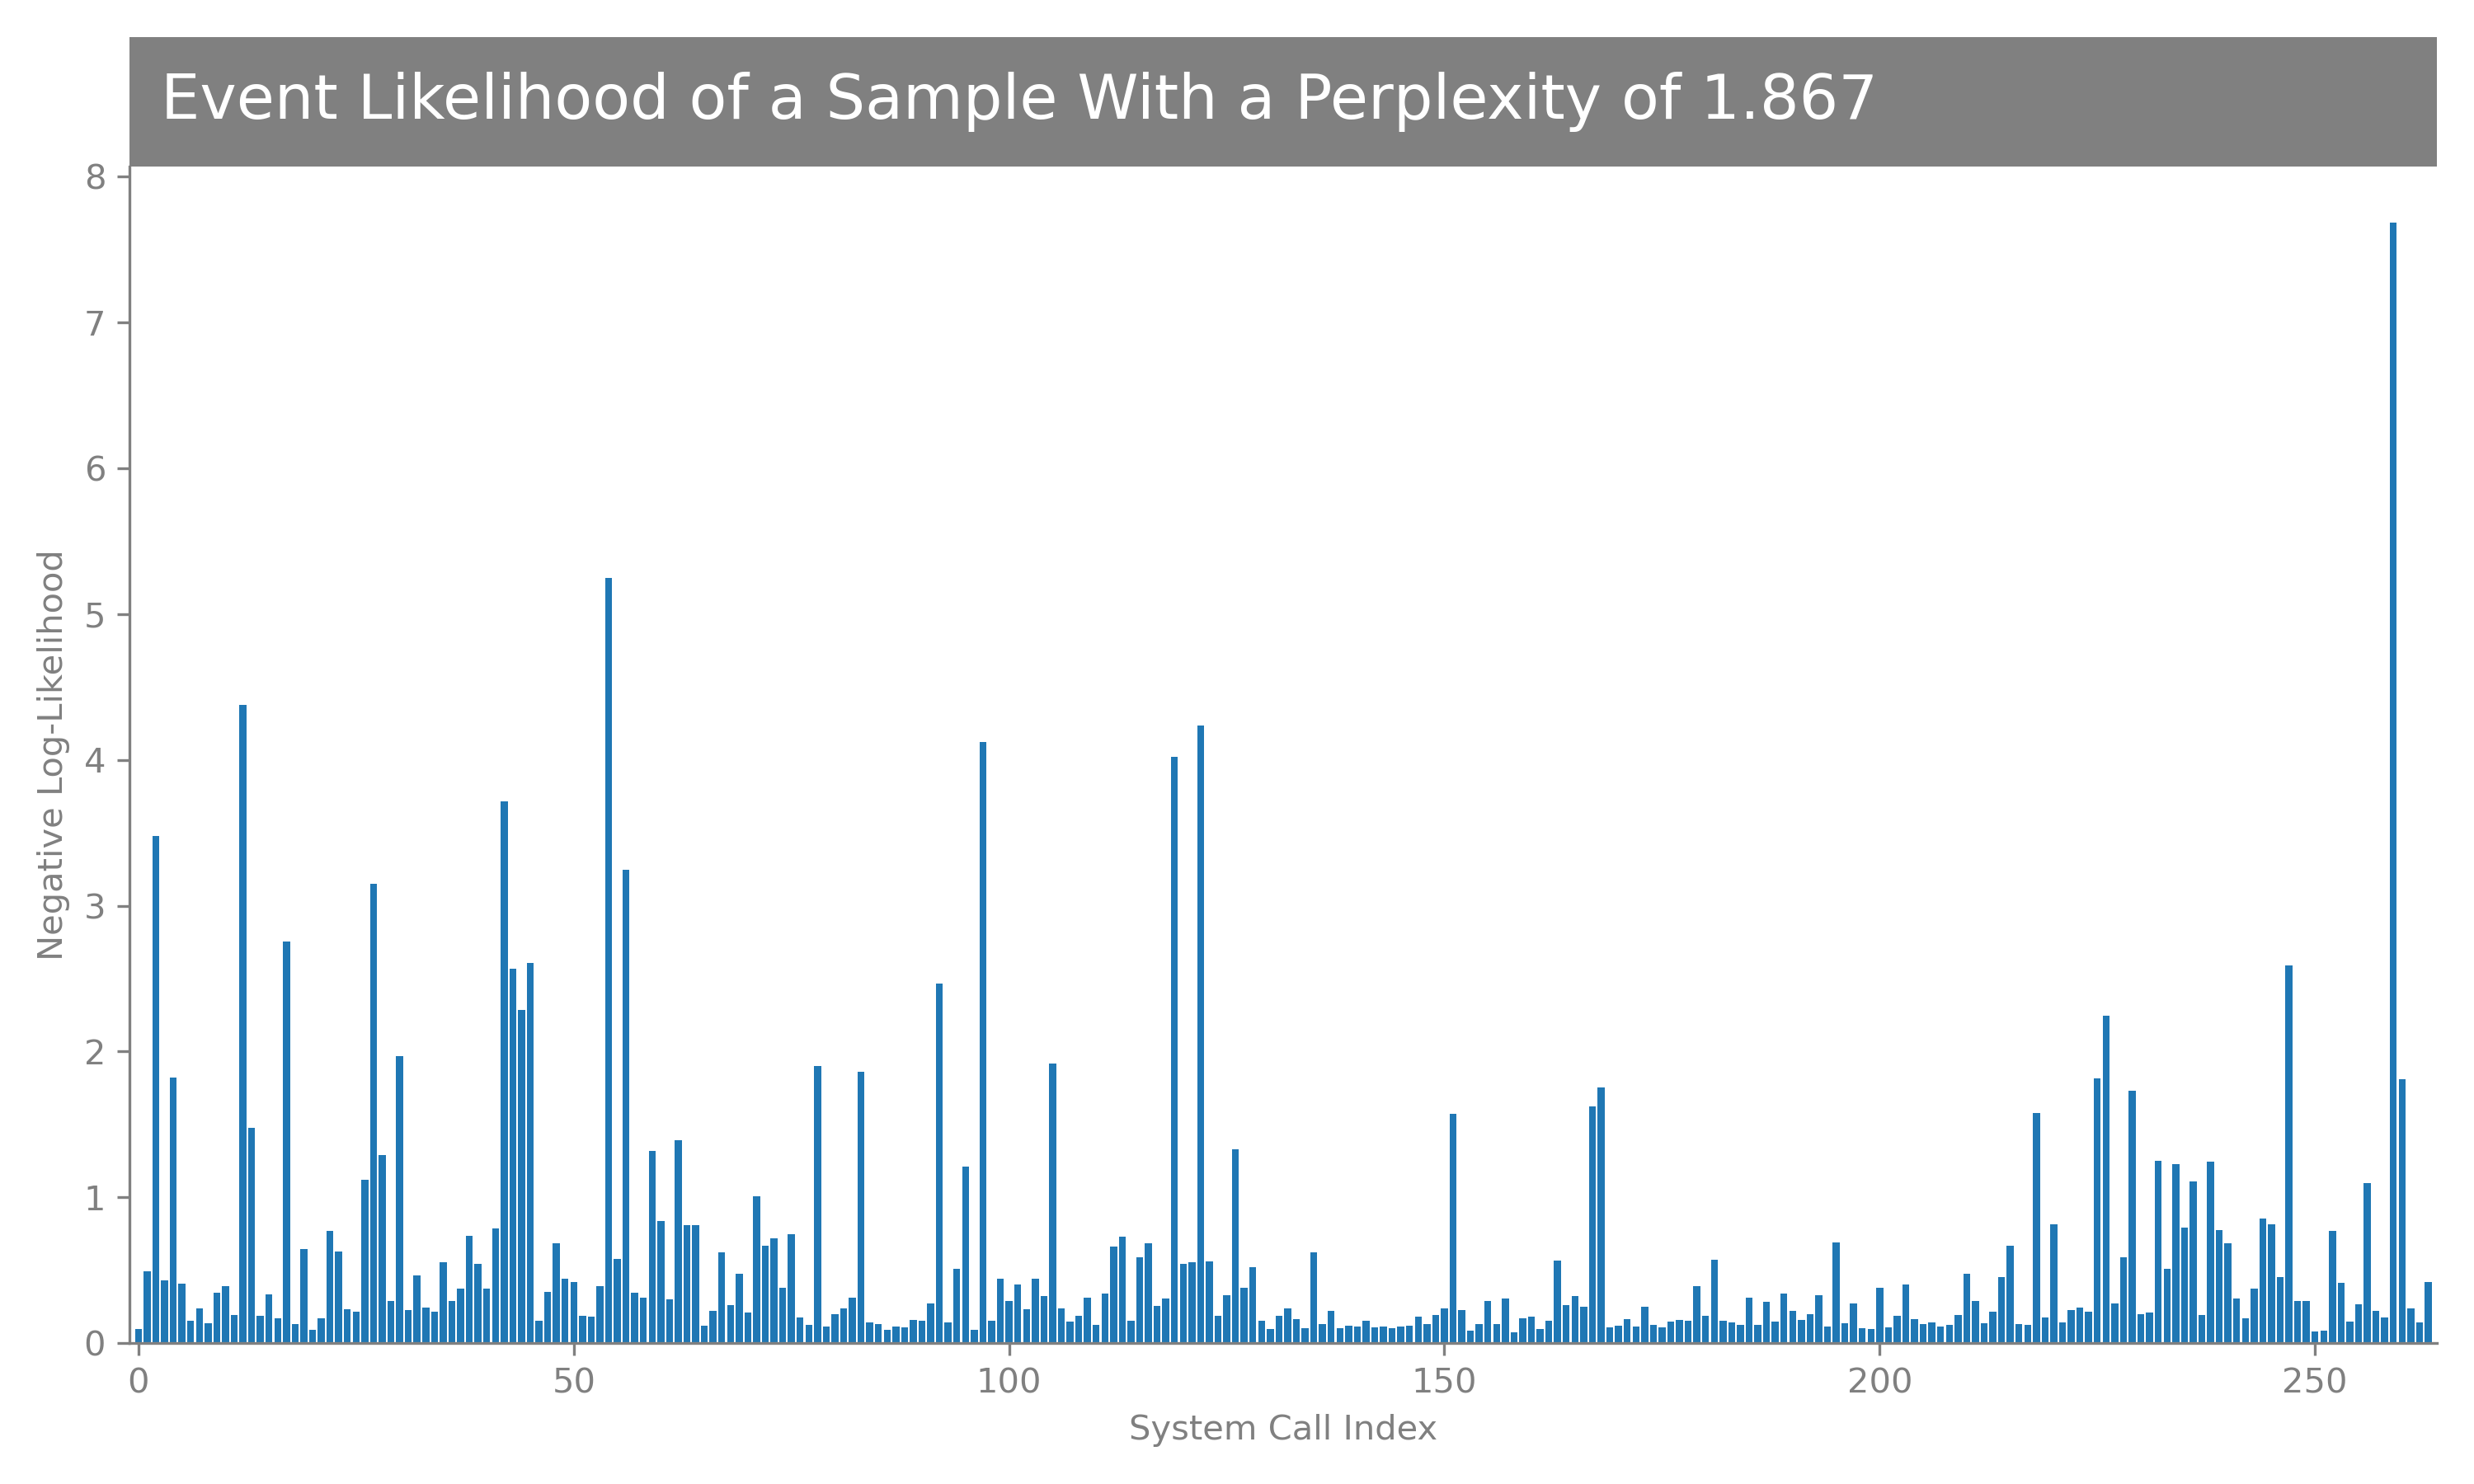 Event Likelihood of a Sample With a Perplexity of 1.867
8
7
6
5
4
3
2
1
0
Negative Log-Likelihood
0 50 100 150 200 250
System Call Index